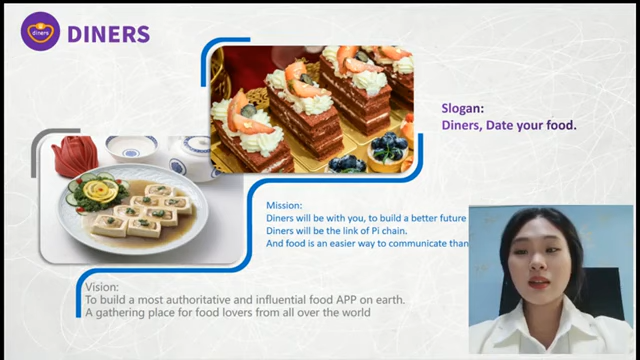 diners
DINERS
Slogan:
Diners, Date your food.
Mission:
Diners will be with you, to build a better future
Diners will be the link of Pi chain.
And food is an easier way to communicate than
Vision:
To build a most authoritative and influential food APP on earth.
A gathering place for food lovers from all over the world